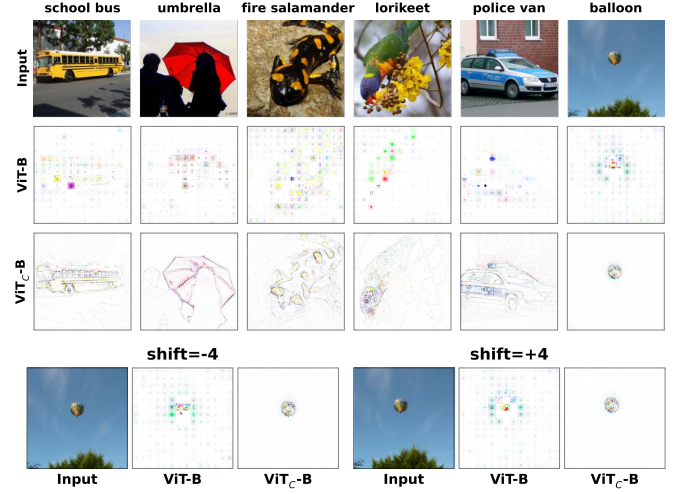 school bus umbrella fire salamander lorikeet police van balloon
Input
POLICE
ViT-B
ViT_C-B
shift=-4 shift=+4
Input ViT-B ViT_C-B Input ViT-B ViT_C-B